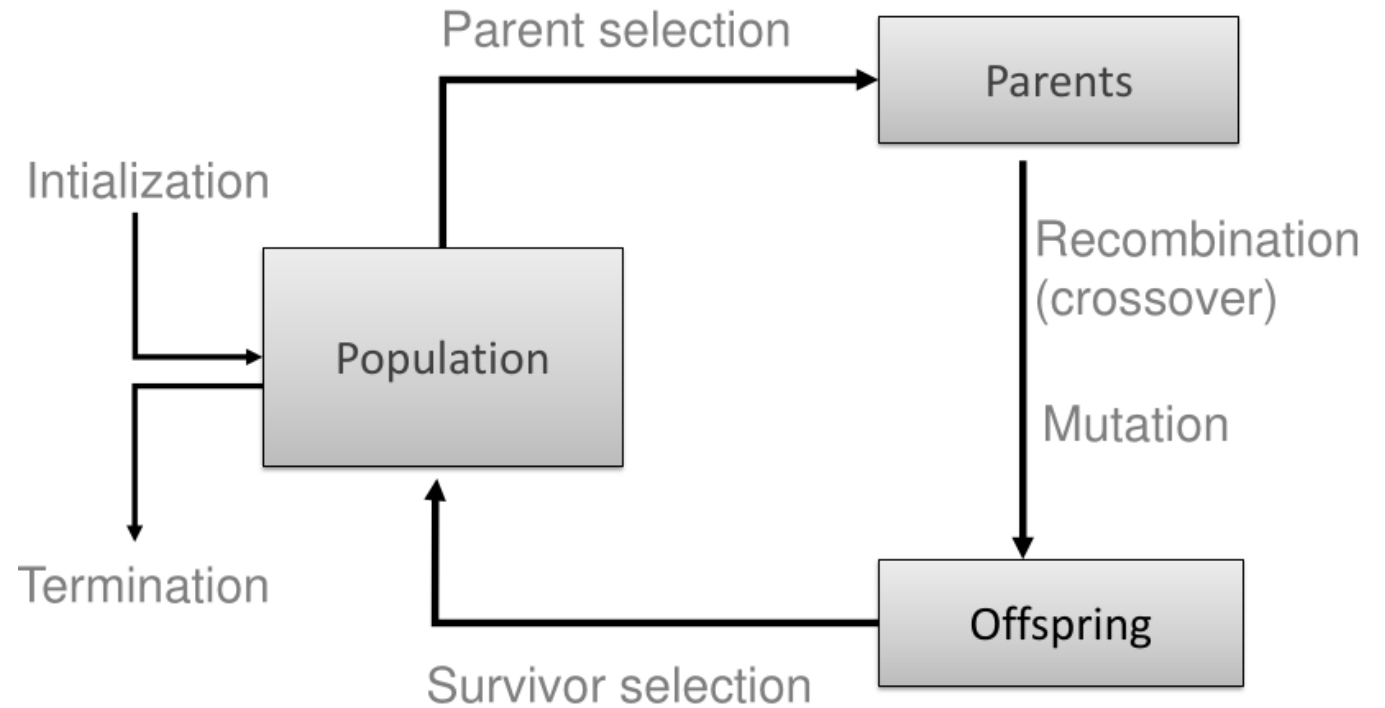 Parent selection
Parents
Intialization
Recombination
(crossover)
Population
Mutation
Termination
Offspring
Survivor selection